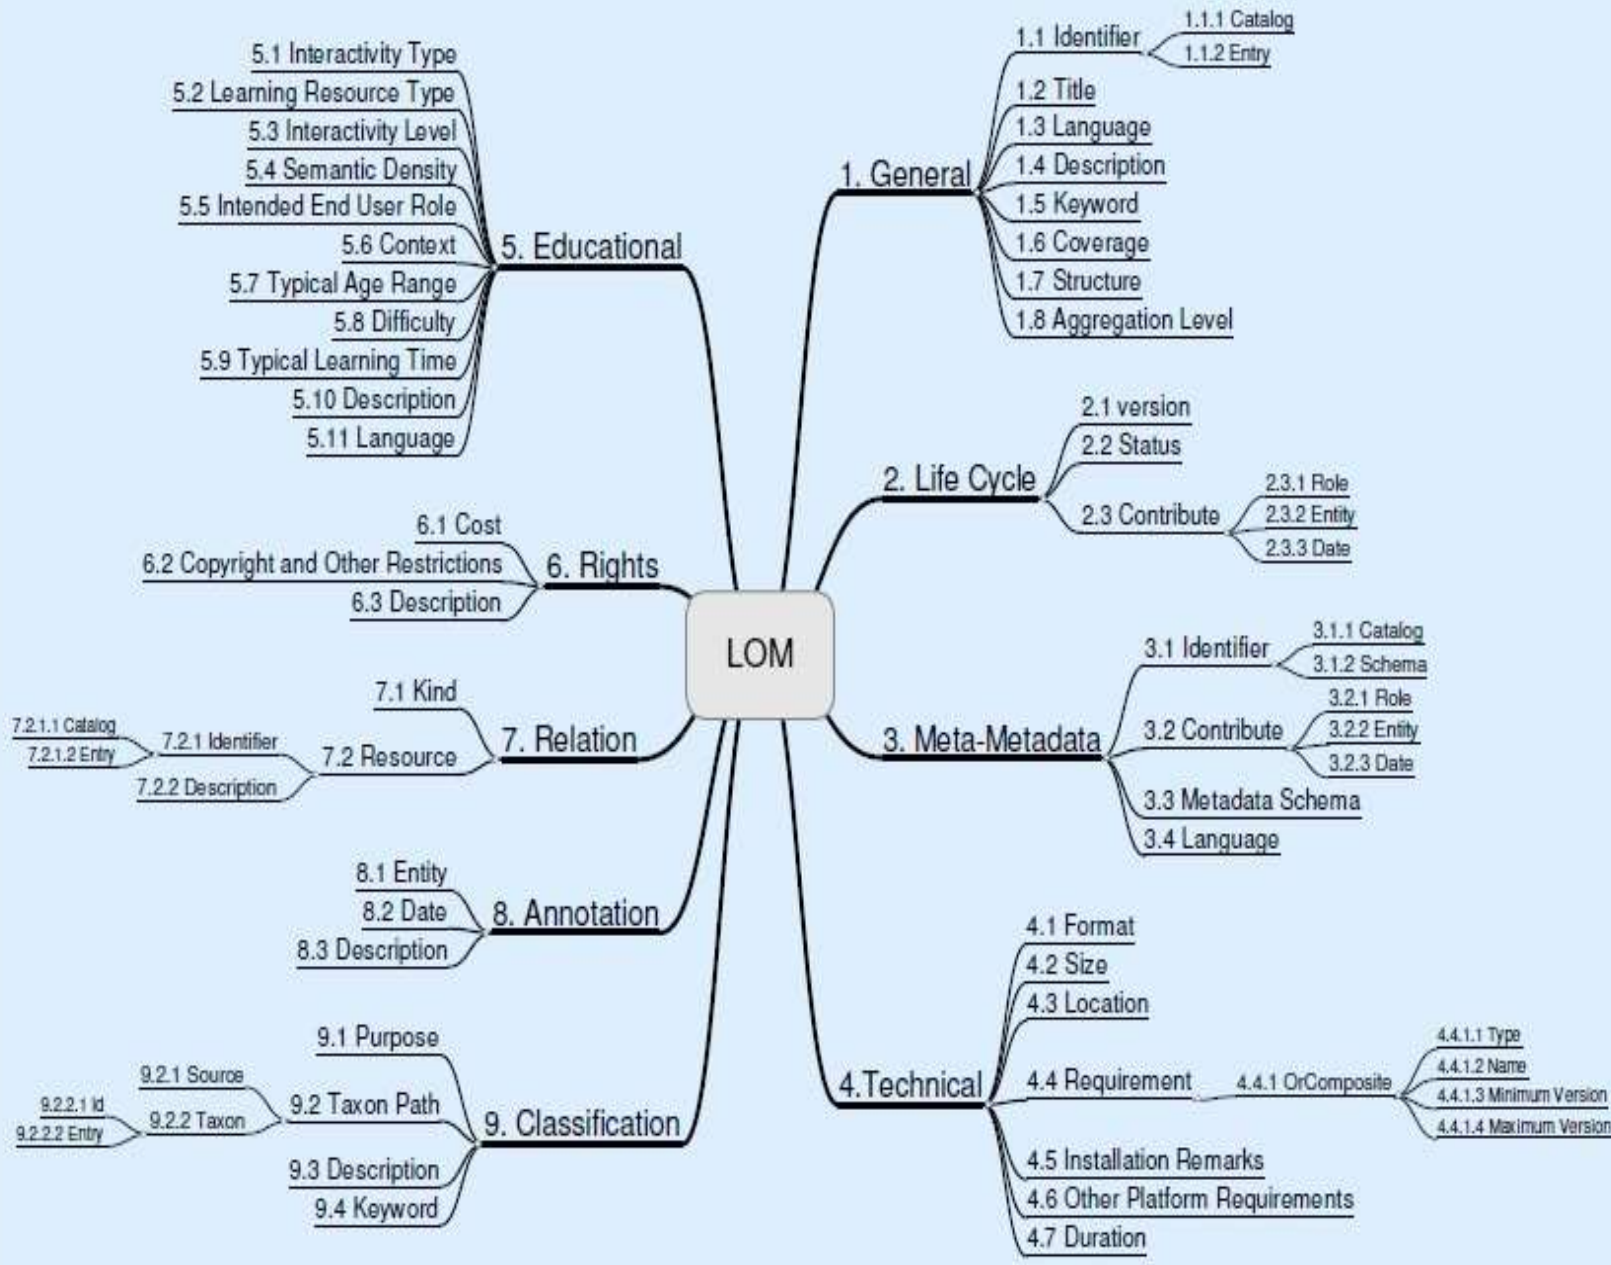 LOM
1. General
1.1 Identifier
1.1.1 Catalog
1.1.2 Entry
1.2 Title
1.3 Language
1.4 Description
1.5 Keyword
1.6 Coverage
1.7 Structure
1.8 Aggregation Level
2. Life Cycle
2.1 version
2.2 Status
2.3 Contribute
2.3.1 Role
2.3.2 Entity
2.3.3 Date
3. Meta-Metadata
3.1 Identifier
3.1.1 Catalog
3.1.2 Schema
3.2 Contribute
3.2.1 Role
3.2.2 Entity
3.2.3 Date
3.3 Metadata Schema
3.4 Language
4.Technical
4.1 Format
4.2 Size
4.3 Location
4.4 Requirement
4.4.1 OrComposite
4.4.1.1 Type
4.4.1.2 Name
4.4.1.3 Minimum Version
4.4.1.4 Maximum Version
4.5 Installation Remarks
4.6 Other Platform Requirements
4.7 Duration
5. Educational
5.1 Interactivity Type
5.2 Learning Resource Type
5.3 Interactivity Level
5.4 Semantic Density
5.5 Intended End User Role
5.6 Context
5.7 Typical Age Range
5.8 Difficulty
5.9 Typical Learning Time
5.10 Description
5.11 Language
6. Rights
6.1 Cost
6.2 Copyright and Other Restrictions
6.3 Description
7. Relation
7.1 Kind
7.2 Resource
7.2.1 Identifier
7.2.1.1 Catalog
7.2.1.2 Entry
7.2.2 Description
8. Annotation
8.1 Entity
8.2 Date
8.3 Description
9. Classification
9.1 Purpose
9.2 Taxon Path
9.2.1 Source
9.2.2 Taxon
9.2.2.1 Id
9.2.2.2 Entry
9.3 Description
9.4 Keyword